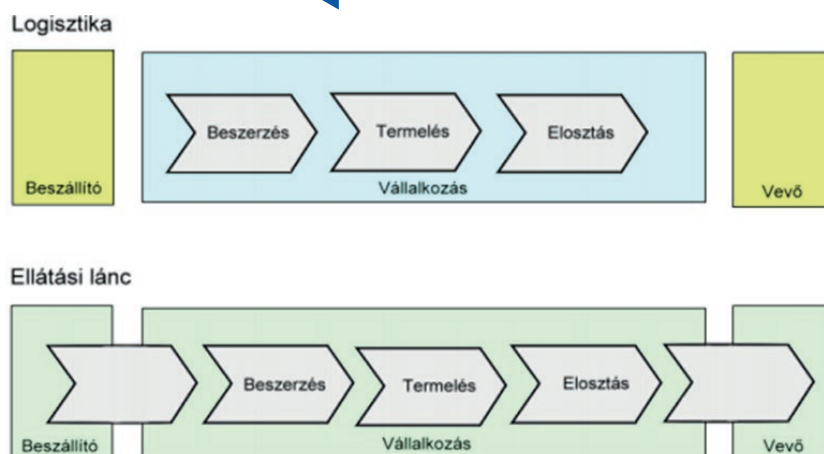 Logisztika
Beszerzés
Termelés
Elosztás
Beszállító
Vállalkozás
Vevő
Ellátási lánc
Beszerzés
Termelés
Elosztás
Beszállító
Vállalkozás
Vevő